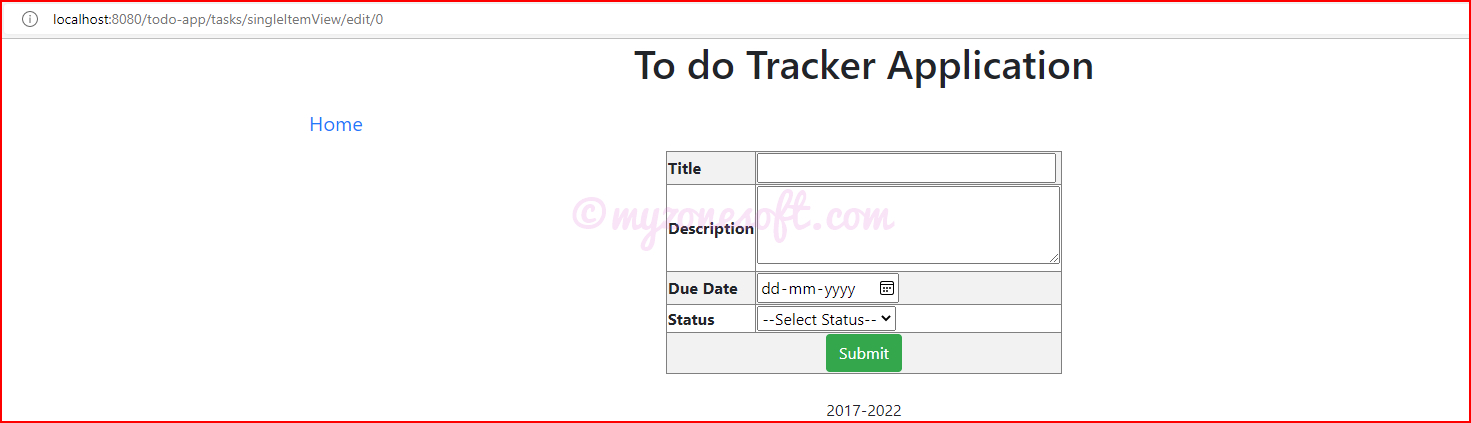 localhost:8080/todo-app/tasks/singleItemView/edit/0
To do Tracker Application
Home
Title
©myzonesoft.com
Description
Due Date dd-mm-yyyy
Status --Select Status--
Submit
2017-2022